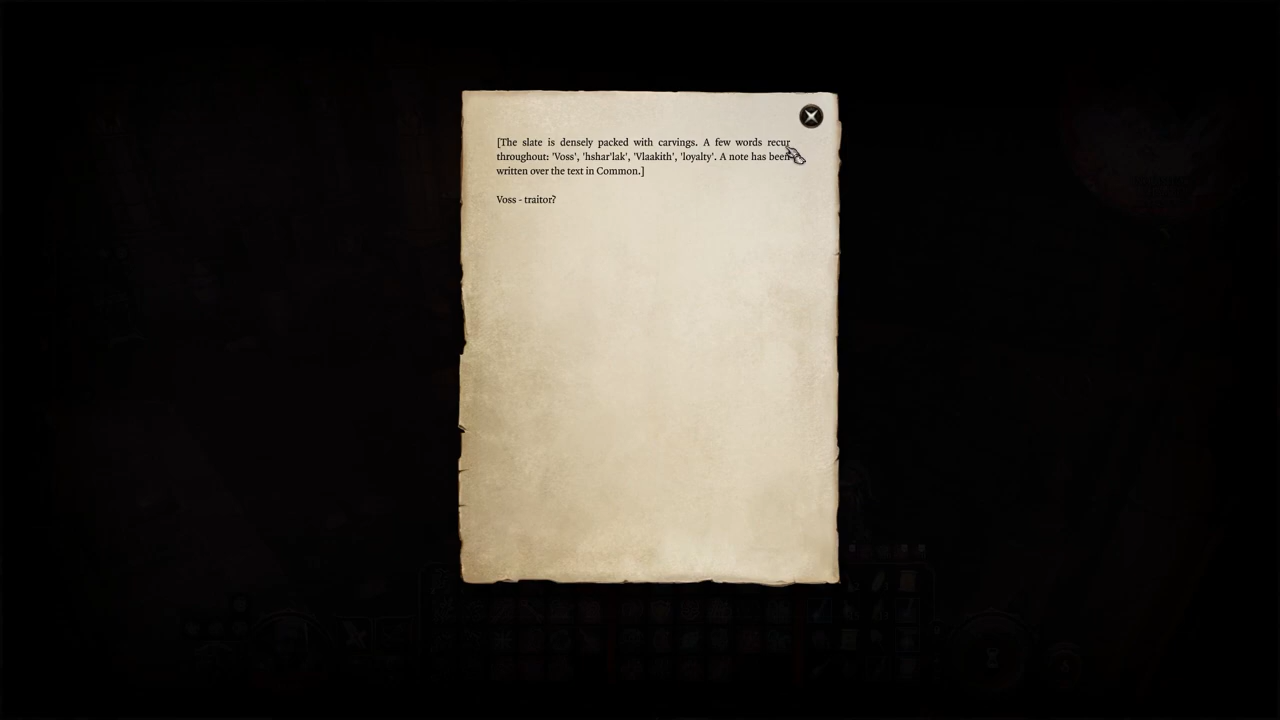 [The slate is densely packed with carvings. A few words recur
throughout: 'Voss', 'hshar'lak', 'Vlaakith', 'loyalty'. A note has been
written over the text in Common.]
Voss - traitor?